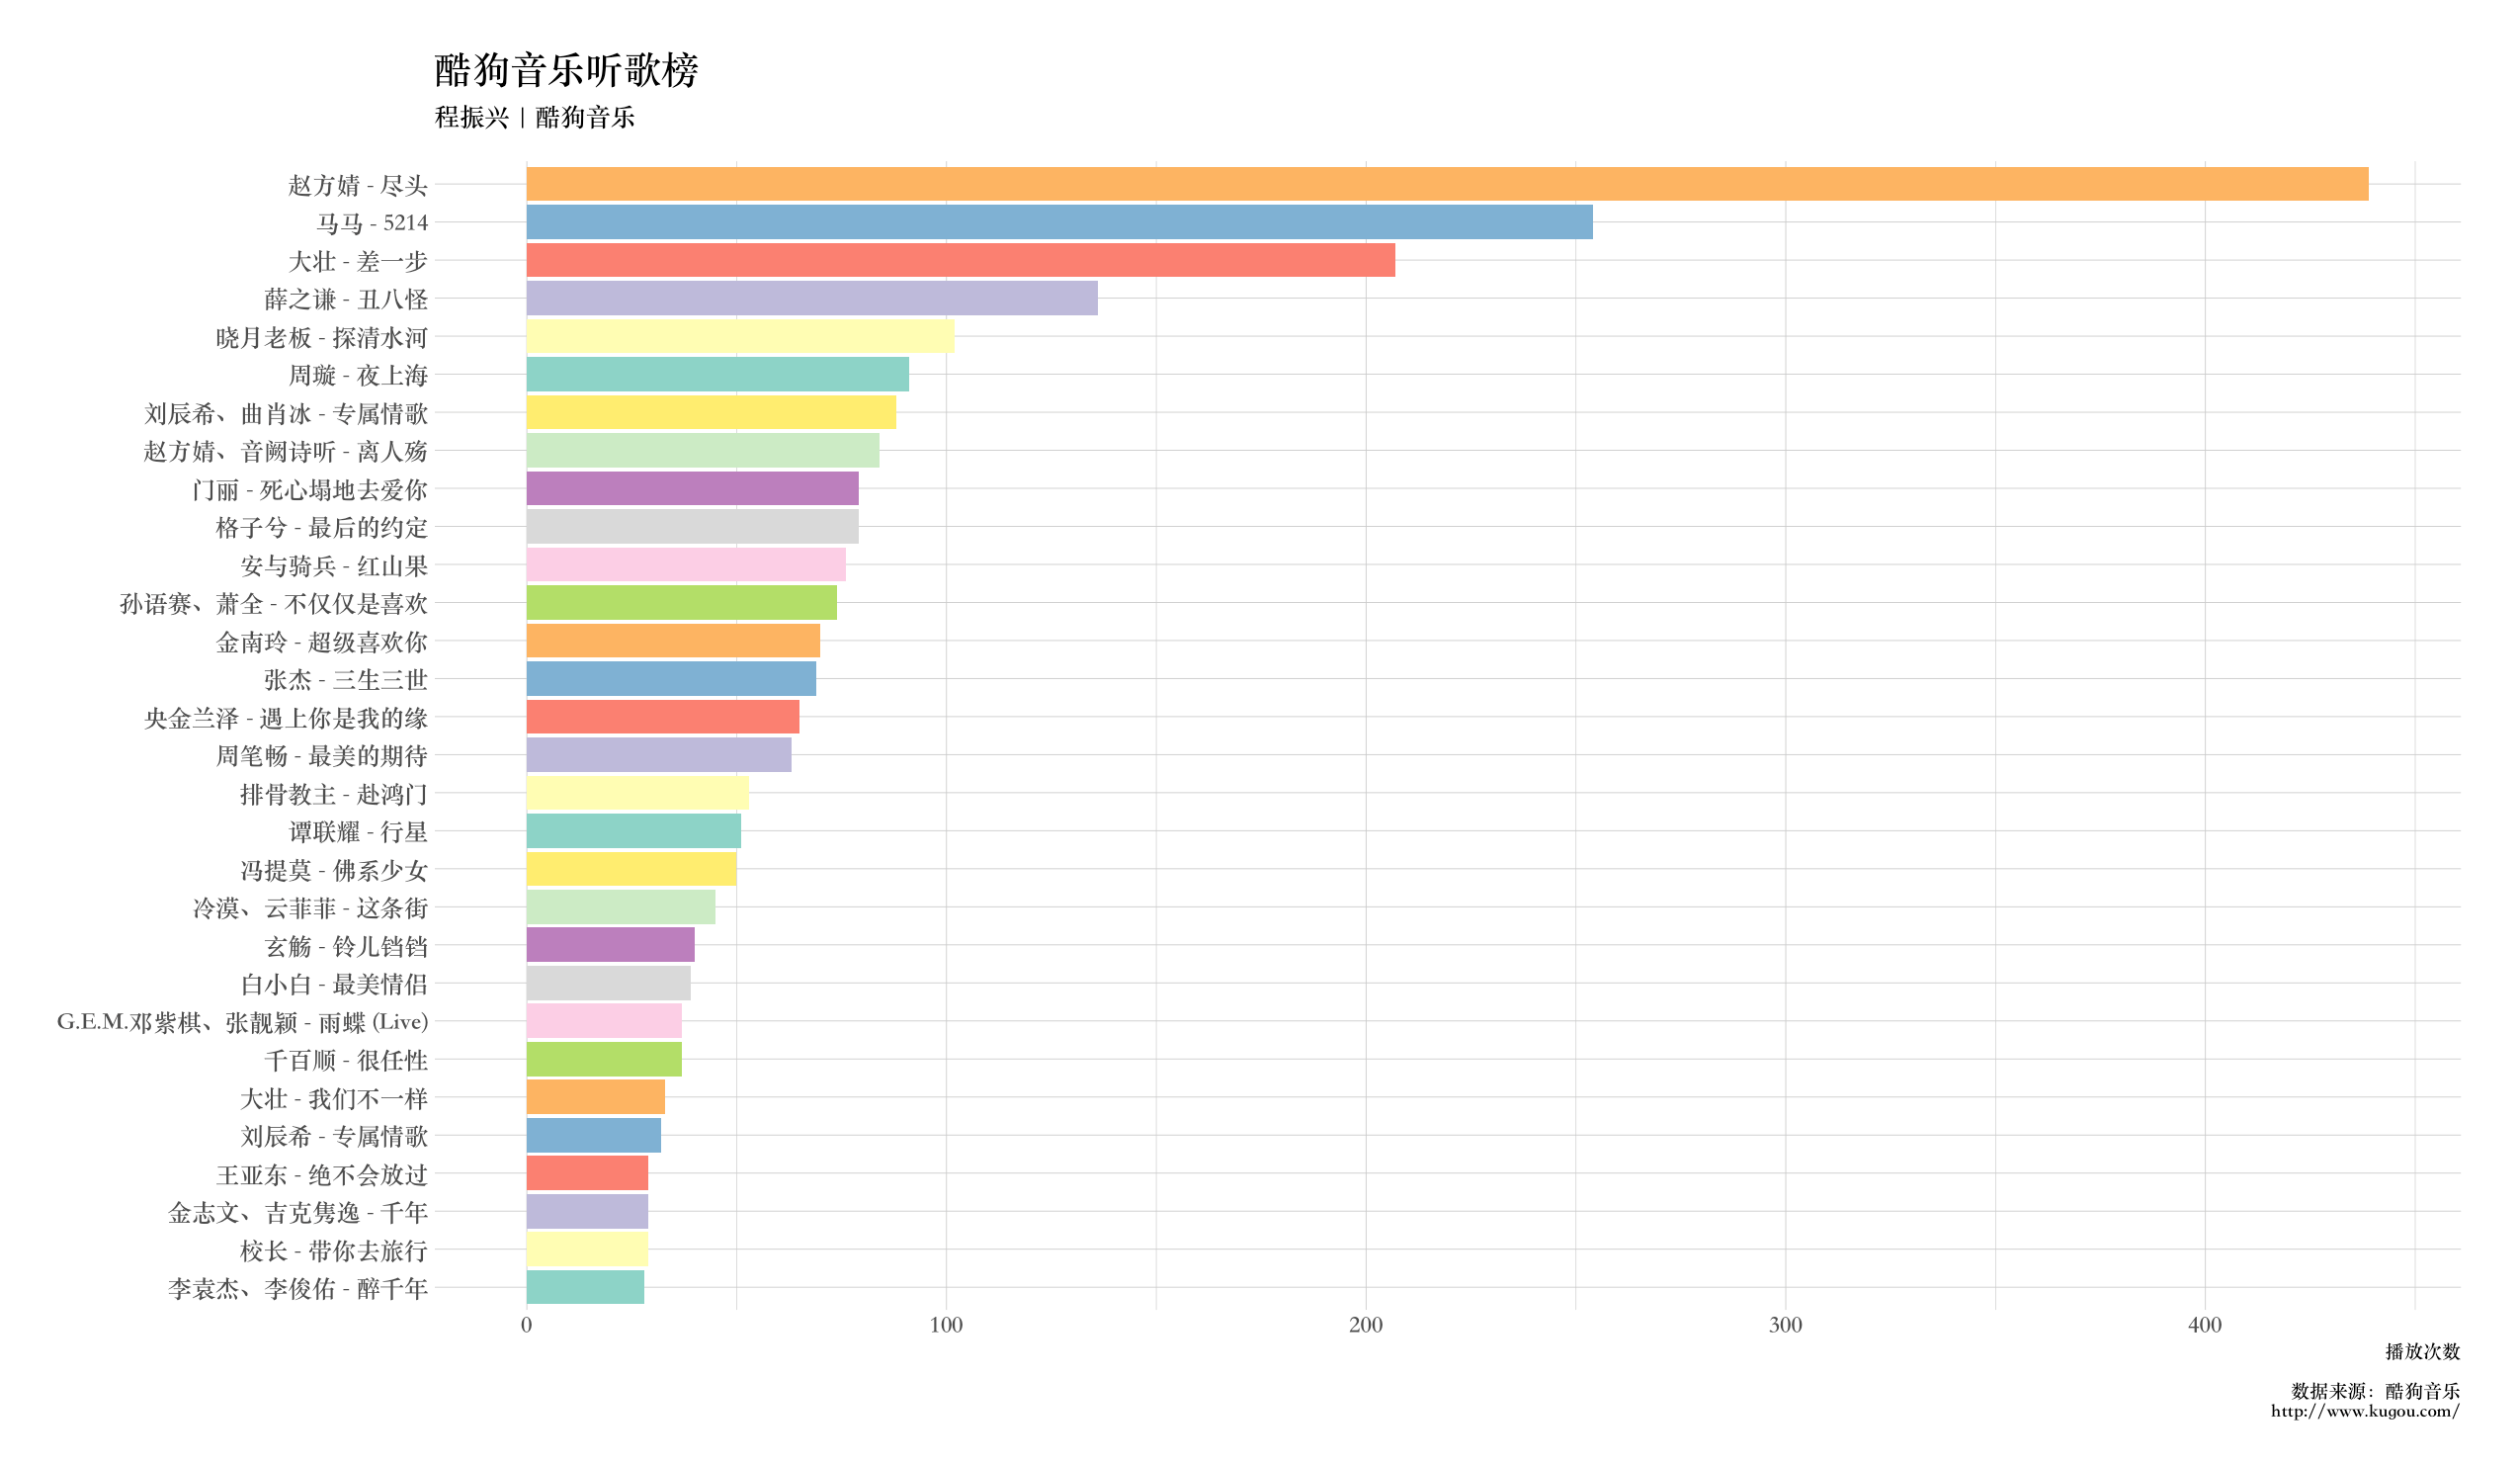 酷狗音乐听歌榜
程振兴 | 酷狗音乐
赵方婧 - 尽头
马马 - 5214
大壮 - 差一步
薛之谦 - 丑八怪
晓月老板 - 探清水河
周璇 - 夜上海
刘辰希、曲肖冰 - 专属情歌
赵方婧、音阙诗听 - 离人殇
门丽 - 死心塌地去爱你
格子兮 - 最后的约定
安与骑兵 - 红山果
孙语赛、萧全 - 不仅仅是喜欢
金南玲 - 超级喜欢你
张杰 - 三生三世
央金兰泽 - 遇上你是我的缘
周笔畅 - 最美的期待
排骨教主 - 赴鸿门
谭联耀 - 行星
冯提莫 - 佛系少女
冷漠、云菲菲 - 这条街
玄觞 - 铃儿铛铛
白小白 - 最美情侣
G.E.M.邓紫棋、张靓颖 - 雨蝶 (Live)
千百顺 - 很任性
大壮 - 我们不一样
刘辰希 - 专属情歌
王亚东 - 绝不会放过
金志文、吉克隽逸 - 千年
校长 - 带你去旅行
李袁杰、李俊佑 - 醉千年
0 100 200 300 400
播放次数
数据来源：酷狗音乐
http://www.kugou.com/